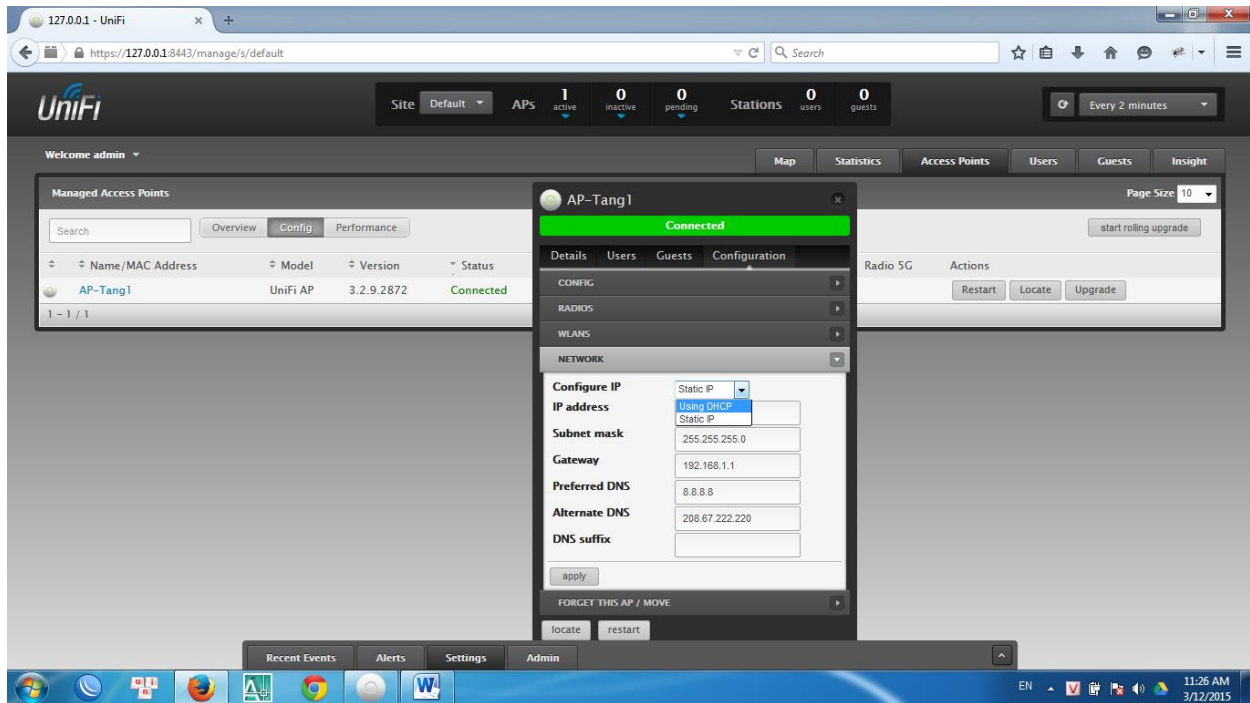 127.0.0.1 - UniFi
https://127.0.0.1:8443/manage/s/default
Search
UniFi
Site Default APs 1 active 0 inactive 0 pending Stations 0 users 0 guests
Every 2 minutes
Welcome admin
Map Statistics Access Points Users Guests Insight
Managed Access Points
Page Size 10
Search Overview Config Performance
start rolling upgrade
Name/MAC Address Model Version Status Radio 5G Actions
AP-Tang1 UniFi AP 3.2.9.2872 Connected Restart Locate Upgrade
1 - 1 / 1
AP-Tang1
Connected
Details Users Guests Configuration
CONFIG
RADIOS
WLANS
NETWORK
Configure IP Static IP
Using DHCP
Static IP
IP address
Subnet mask 255.255.255.0
Gateway 192.168.1.1
Preferred DNS 8.8.8.8
Alternate DNS 208.67.222.220
DNS suffix
apply
FORGET THIS AP / MOVE
locate restart
Recent Events Alerts Settings Admin
EN
11:26 AM
3/12/2015